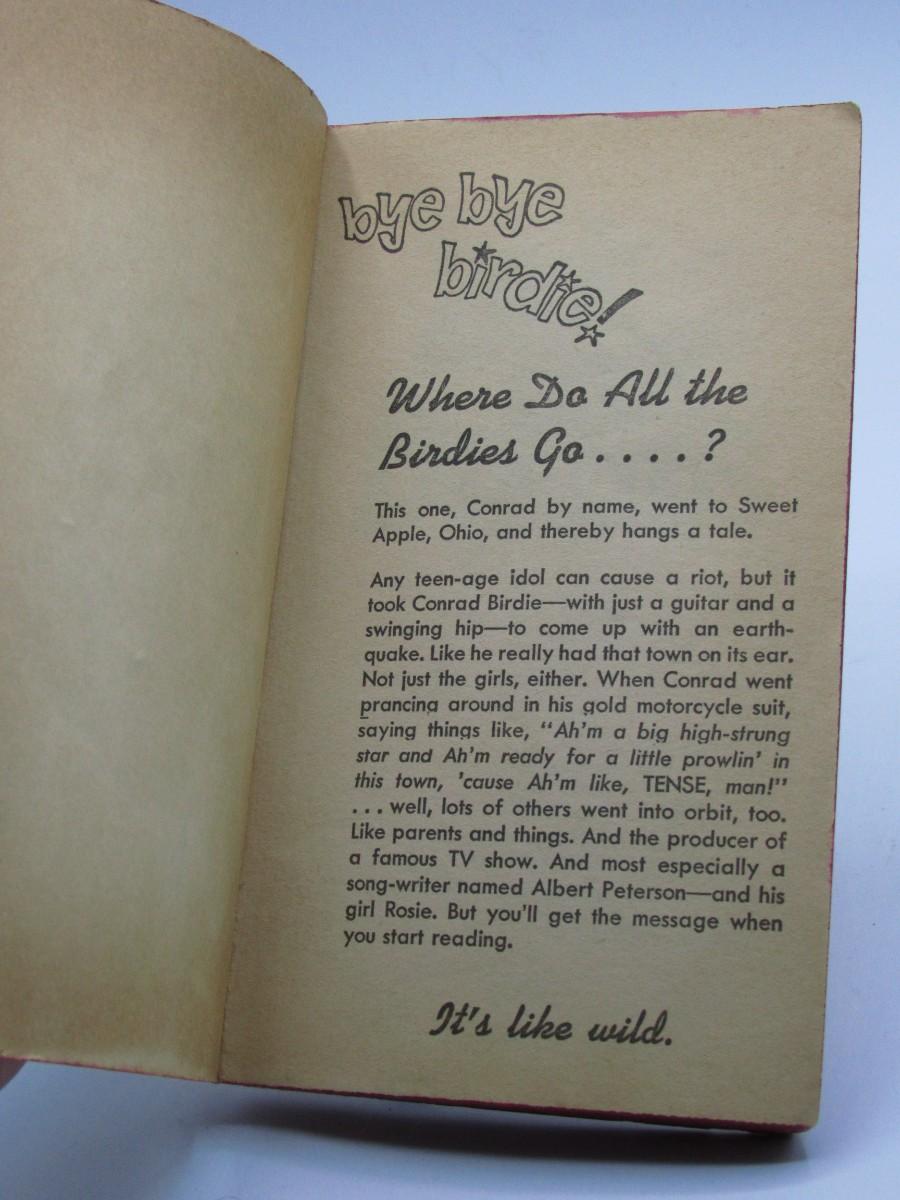 bye bye
birdie!
Where Do All the
Birdies Go....?
This one, Conrad by name, went to Sweet
Apple, Ohio, and thereby hangs a tale.
Any teen-age idol can cause a riot, but it
took Conrad Birdie—with just a guitar and a
swinging hip—to come up with an earth-
quake. Like he really had that town on its ear.
Not just the girls, either. When Conrad went
prancing around in his gold motorcycle suit,
saying things like, "Ah'm a big high-strung
star and Ah'm ready for a little prowlin' in
this town, 'cause Ah'm like, TENSE, man!"
...well, lots of others went into orbit, too.
Like parents and things. And the producer of
a famous TV show. And most especially a
song-writer named Albert Peterson—and his
girl Rosie. But you'll get the message when
you start reading.
It's like wild.